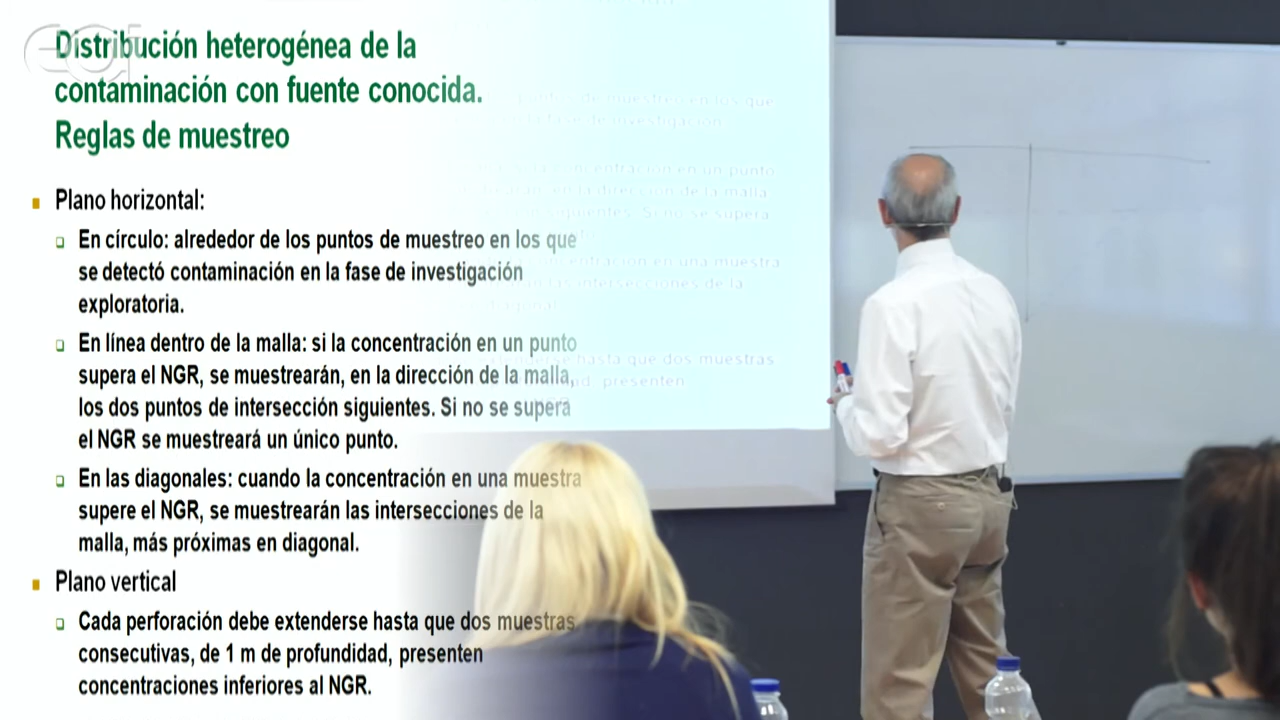 eoi
Distribución heterogénea de la
contaminación con fuente conocida.
Reglas de muestreo
Plano horizontal:
En círculo: alrededor de los puntos de muestreo en los que
se detectó contaminación en la fase de investigación
exploratoria.
En línea dentro de la malla: si la concentración en un punto
supera el NGR, se muestrearán, en la dirección de la malla,
los dos puntos de intersección siguientes. Si no se supera
el NGR se muestreará un único punto.
En las diagonales: cuando la concentración en una muestra
supere el NGR, se muestrearán las intersecciones de la
malla, más próximas en diagonal.
Plano vertical
Cada perforación debe extenderse hasta que dos muestras
consecutivas, de 1 m de profundidad, presenten
concentraciones inferiores al NGR.